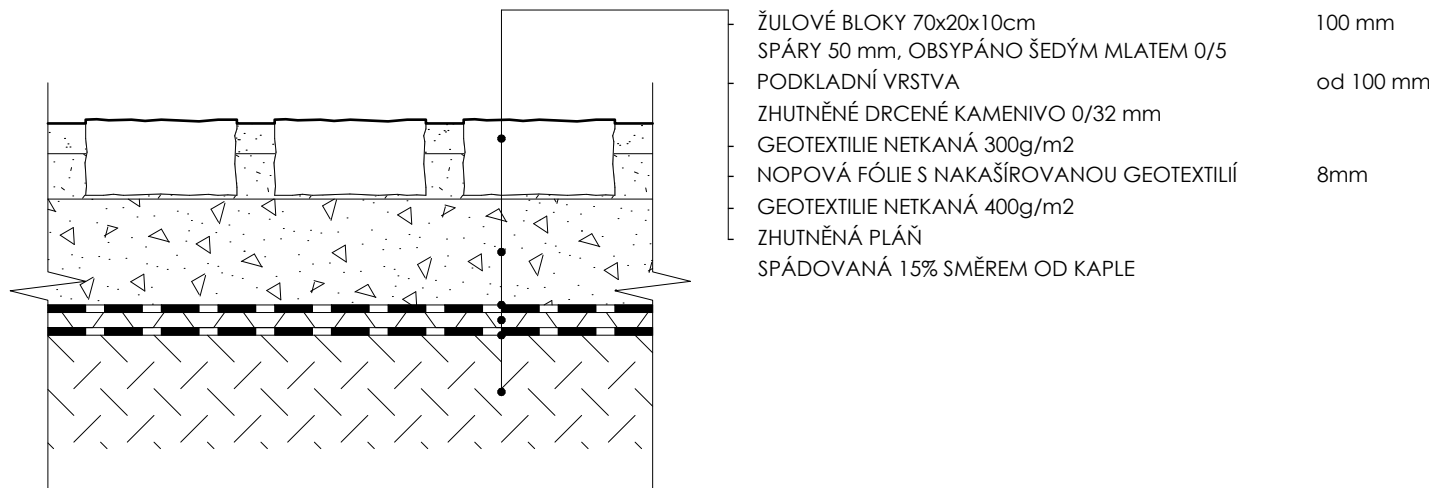 ŽULOVÉ BLOKY 70x20x10cm 100 mm
SPÁRY 50 mm, OBSYPÁNO ŠEDÝM MLATEM 0/5
PODKLADNÍ VRSTVA od 100 mm
ZHUTNĚNÉ DRCENÉ KAMENIVO 0/32 mm
GEOTEXTILIE NETKANÁ 300g/m2
NOPOVÁ FÓLIE S NAKAŠÍROVANOU GEOTEXTILIÍ 8mm
GEOTEXTILIE NETKANÁ 400g/m2
ZHUTNĚNÁ PLÁŇ
SPÁDOVANÁ 15% SMĚREM OD KAPLE